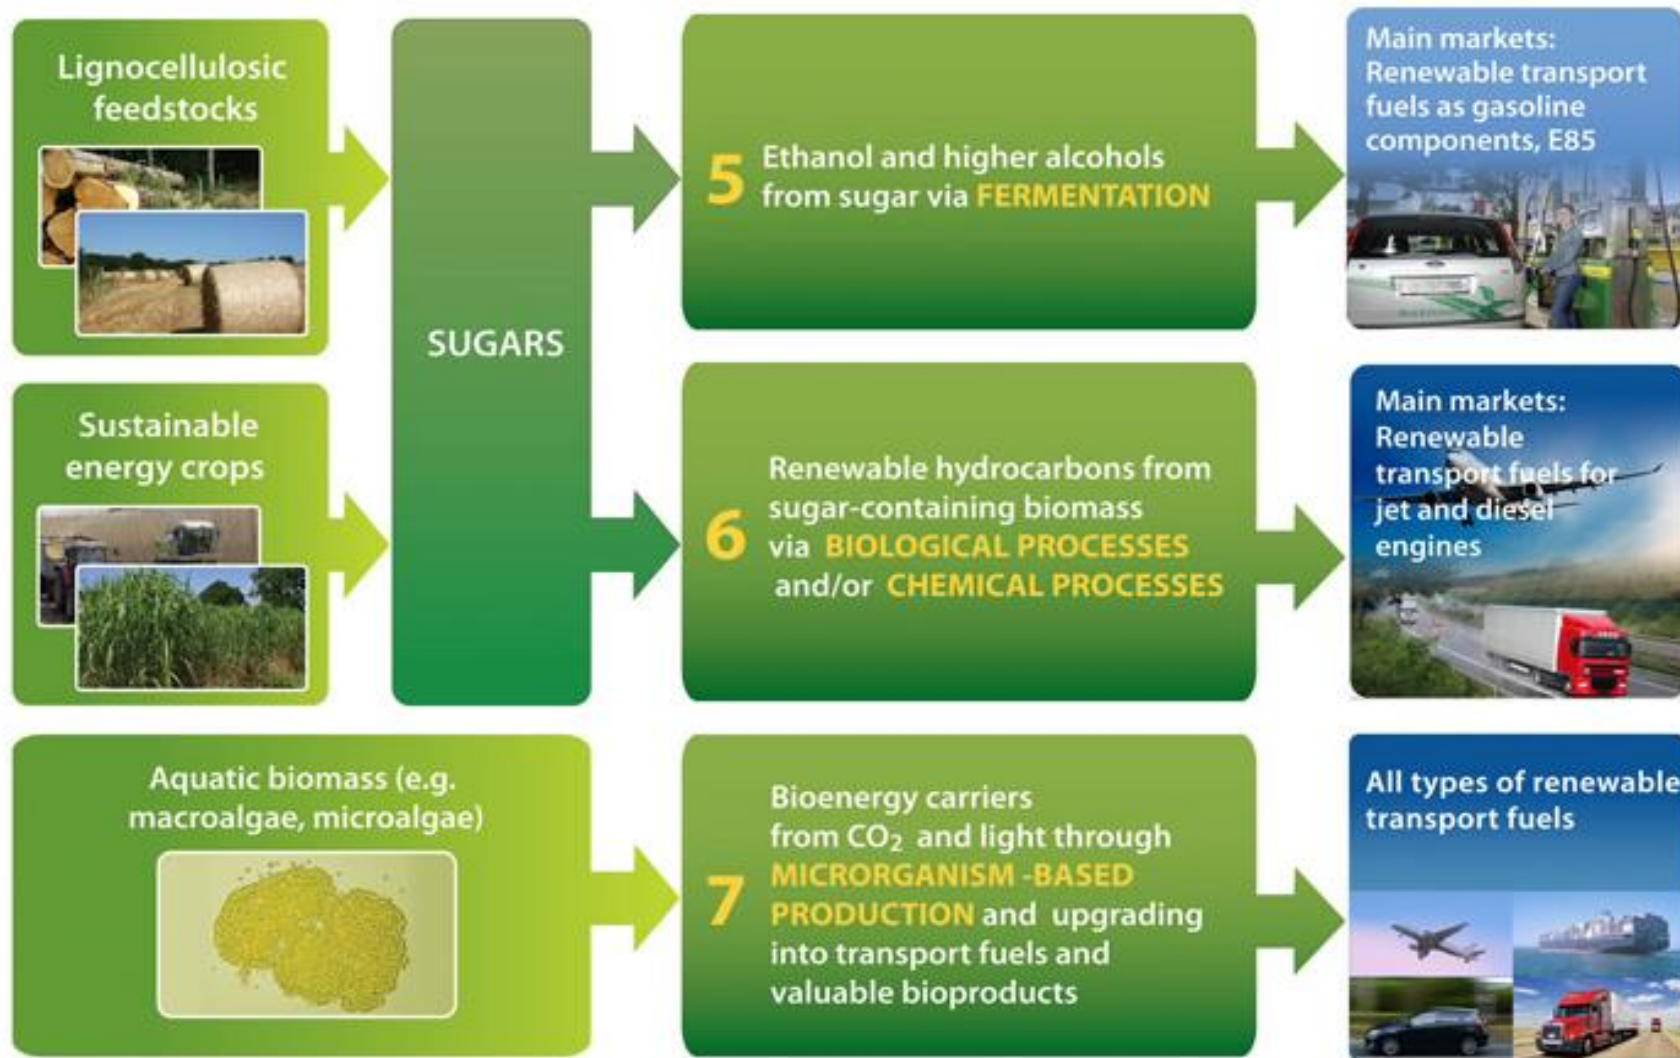 Lignocellulosic
feedstocks
SUGARS
5 Ethanol and higher alcohols
from sugar via FERMENTATION
Main markets:
Renewable transport
fuels as gasoline
components, E85
Sustainable
energy crops
6 Renewable hydrocarbons from
sugar-containing biomass
via BIOLOGICAL PROCESSES
and/or CHEMICAL PROCESSES
Main markets:
Renewable
transport fuels for
jet and diesel
engines
Aquatic biomass (e.g.
macroalgae, microalgae)
7 Bioenergy carriers
from CO₂ and light through
MICRORGANISM -BASED
PRODUCTION and upgrading
into transport fuels and
valuable bioproducts
All types of renewable
transport fuels